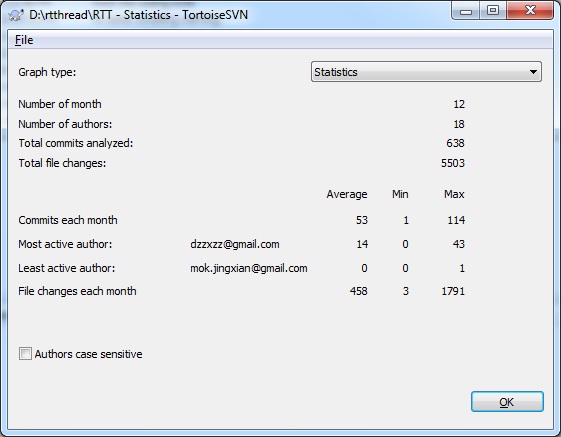 D:\rtthread\RTT - Statistics - TortoiseSVN
File
Graph type: Statistics
Number of month 12
Number of authors: 18
Total commits analyzed: 638
Total file changes: 5503
Average Min Max
Commits each month 53 1 114
Most active author: dzzxzz@gmail.com 14 0 43
Least active author: mok.jingxian@gmail.com 0 0 1
File changes each month 458 3 1791
Authors case sensitive
OK